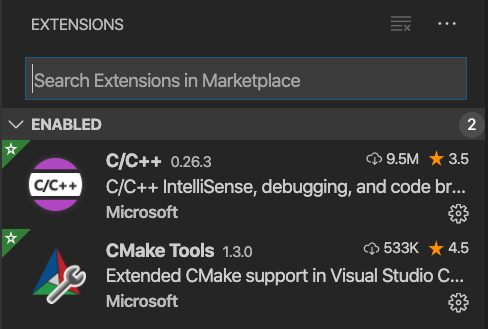 EXTENSIONS
Search Extensions in Marketplace
ENABLED 2
C/C++ 0.26.3 9.5M 3.5
C/C++
C/C++ IntelliSense, debugging, and code br...
Microsoft
CMake Tools 1.3.0 533K 4.5
Extended CMake support in Visual Studio C...
Microsoft